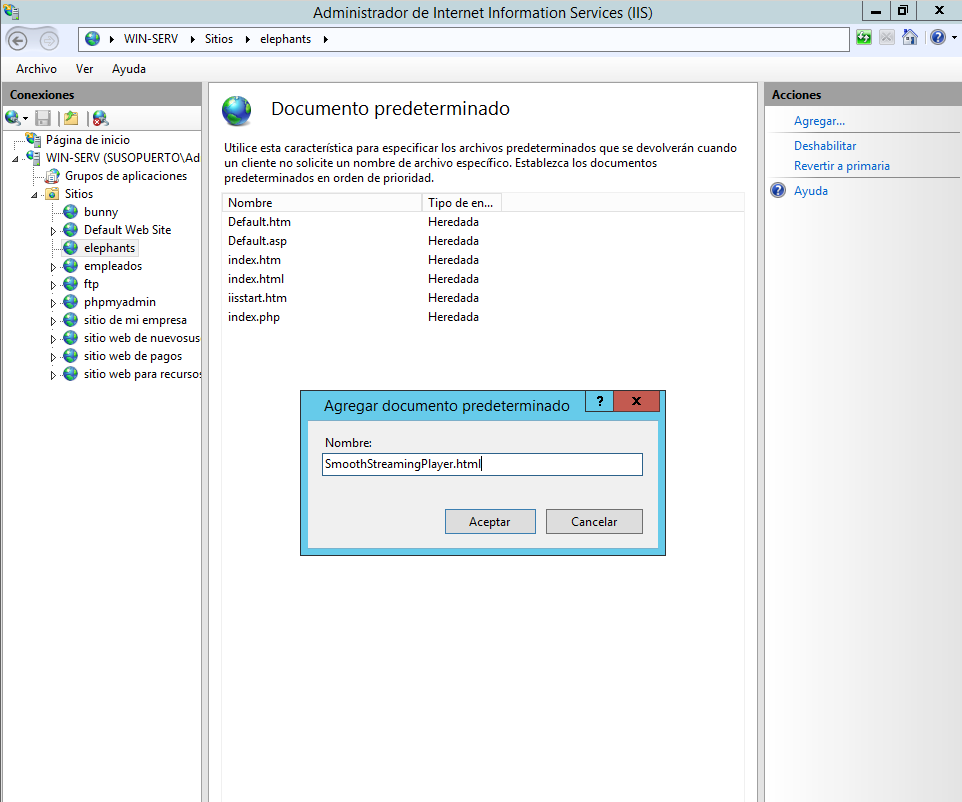 Administrador de Internet Information Services (IIS)
WIN-SERV
Sitios
elephants
Archivo
Ver
Ayuda
Conexiones
Página de inicio
WIN-SERV (SUSOPUERTO\Ad
Grupos de aplicaciones
Sitios
bunny
Default Web Site
elephants
empleados
ftp
phpmyadmin
sitio de mi empresa
sitio web de nuevosus
sitio web de pagos
sitio web para recursos
Documento predeterminado
Utilice esta característica para especificar los archivos predeterminados que se devolverán cuando
un cliente no solicite un nombre de archivo específico. Establezca los documentos
predeterminados en orden de prioridad.
Nombre Tipo de en...
Default.htm Heredada
Default.asp Heredada
index.htm Heredada
index.html Heredada
iisstart.htm Heredada
index.php Heredada
Agregar documento predeterminado
?
Nombre:
SmoothStreamingPlayer.html
Aceptar
Cancelar
Acciones
Agregar...
Deshabilitar
Revertir a primaria
Ayuda